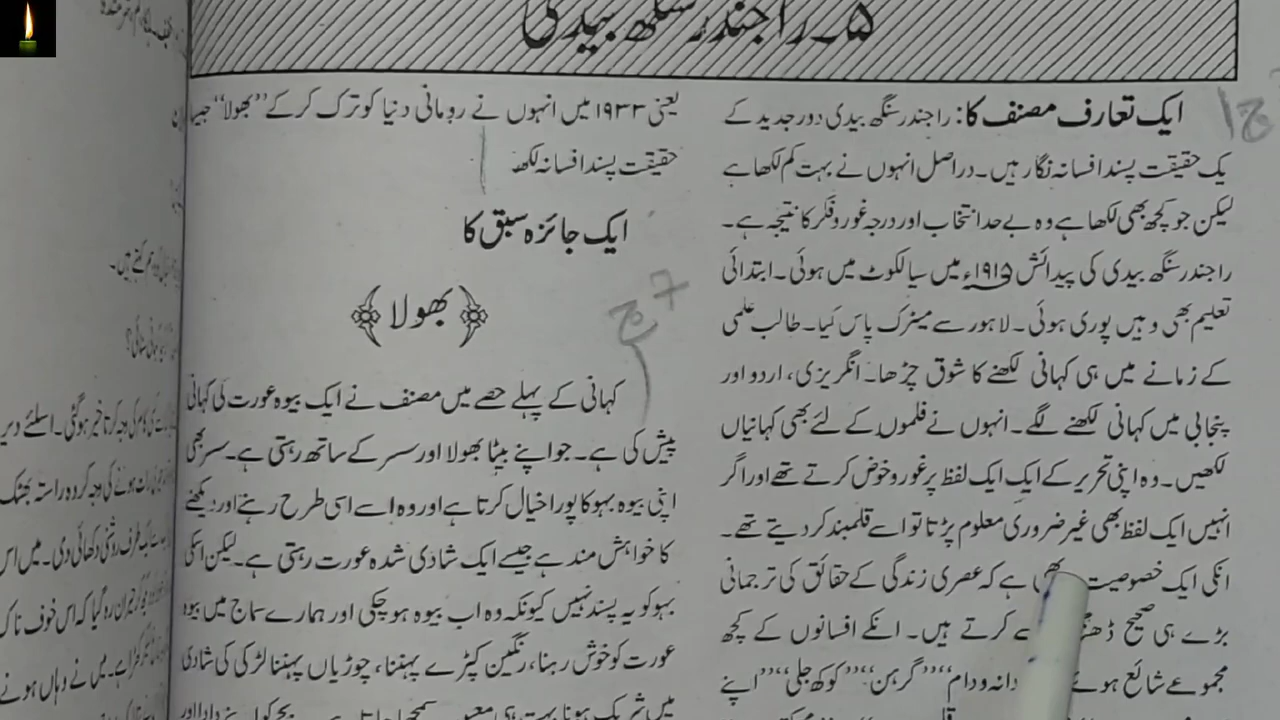 ۵۔راجندر سنگھ بیدی
ایک تعارف مصنف کا: راجندر سنگھ بیدی دور جدید کے
یک حقیقت پسند افسانہ نگار ہیں۔دراصل انہوں نے بہت کم لکھا ہے
لیکن جو کچھ بھی لکھا ہے وہ بے حد انتخاب اور درجہ غور و فکر کا نتیجہ ہے۔
راجندر سنگھ بیدی کی پیدائش ۱۹۱۵ء میں سیالکوٹ میں ہوئی۔ابتدائی
تعلیم بھی وہیں پوری ہوئی۔لاہور سے میٹرک پاس کیا۔طالب علمی
کے زمانے میں ہی کہانی لکھنے کا شوق چڑھا۔انگریزی، اردو اور
پنجابی میں کہانی لکھنے لگے۔انہوں نے فلموں کے لئے بھی کہانیاں
لکھیں۔وہ اپنی تحریر کے ایک ایک لفظ پر غور و خوض کرتے تھے اور اگر
انہیں ایک لفظ بھی غیر ضروری معلوم پڑتا تو اسے قلمبند کر دیتے تھے۔
انکی ایک خصوصیت ہے کہ عصری زندگی کے حقائق کی ترجمانی
بڑے ہی صحیح کرتے ہیں۔انکے افسانوں کے کچھ
مجموعے شائع ہوئے دانہ و دام“”گرہن“”کوکھ جلی“”اپنے
یعنی ۱۹۳۳ میں انہوں نے رومانی دنیا کو ترک کر کے”بھولا“جیسا
حقیقت پسند افسانہ لکھ
ایک جائزہ سبق کا
بھولا
کہانی کے پہلے حصے میں مصنف نے ایک بیوہ عورت کی کہانی
پیش کی ہے۔جو اپنے بیٹا بھولا اور سسر کے ساتھ رہتی ہے۔سسر بھی
اپنی بیوہ بہو کا پورا خیال کرتا ہے اور وہ اسے اسی طرح رہنے اور دیکھنے
کا خواہش مند ہے جیسے ایک شادی شدہ عورت رہتی ہے۔لیکن انکی
بہو کو یہ پسند نہیں کیونکہ وہ اب بیوہ ہو چکی اور ہمارے سماج میں بیوہ
عورت کو خوش رہنا، رنگین کپڑے پہننا، چوڑیاں پہننا لڑکی کی شادی